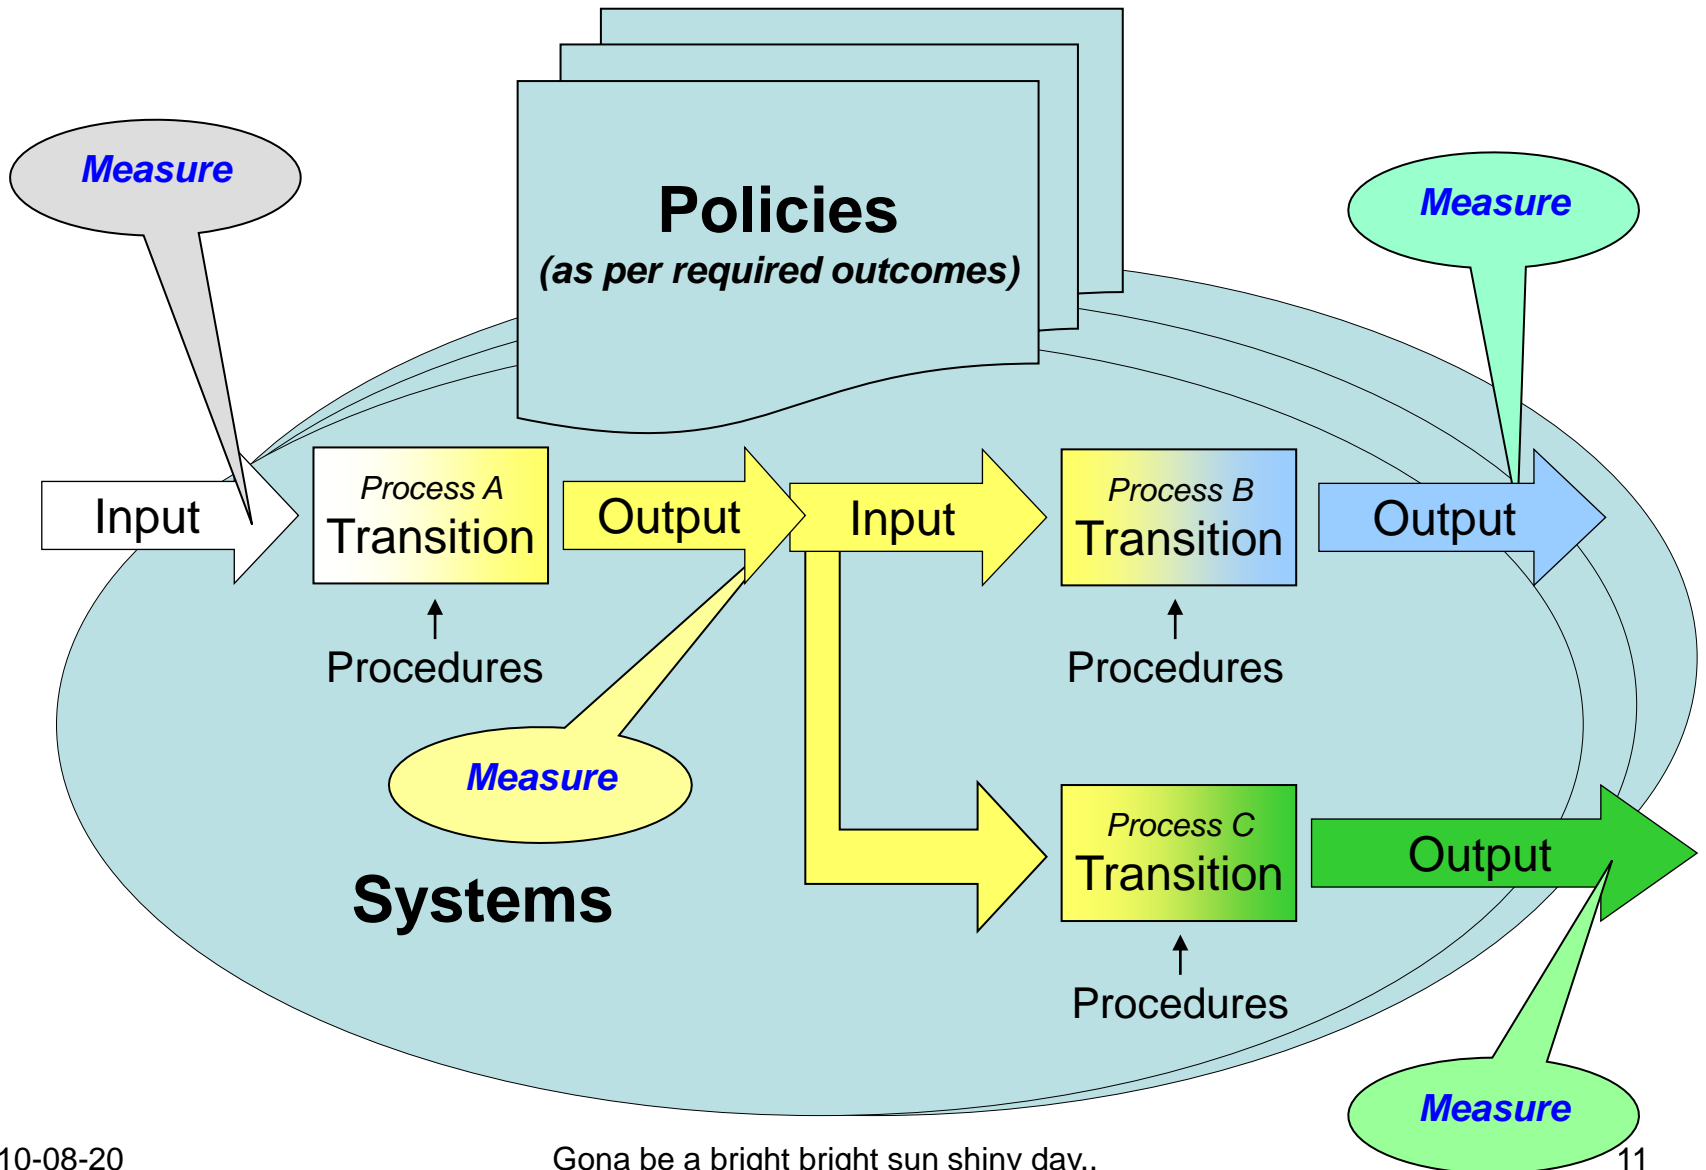 Policies
(as per required outcomes)
Measure
Measure
Input
Process A
Transition
Output
Input
Process B
Transition
Output
Procedures
Procedures
Measure
Process C
Transition
Output
Systems
Procedures
Measure
10-08-20
Gona be a bright bright sun shiny day..
11